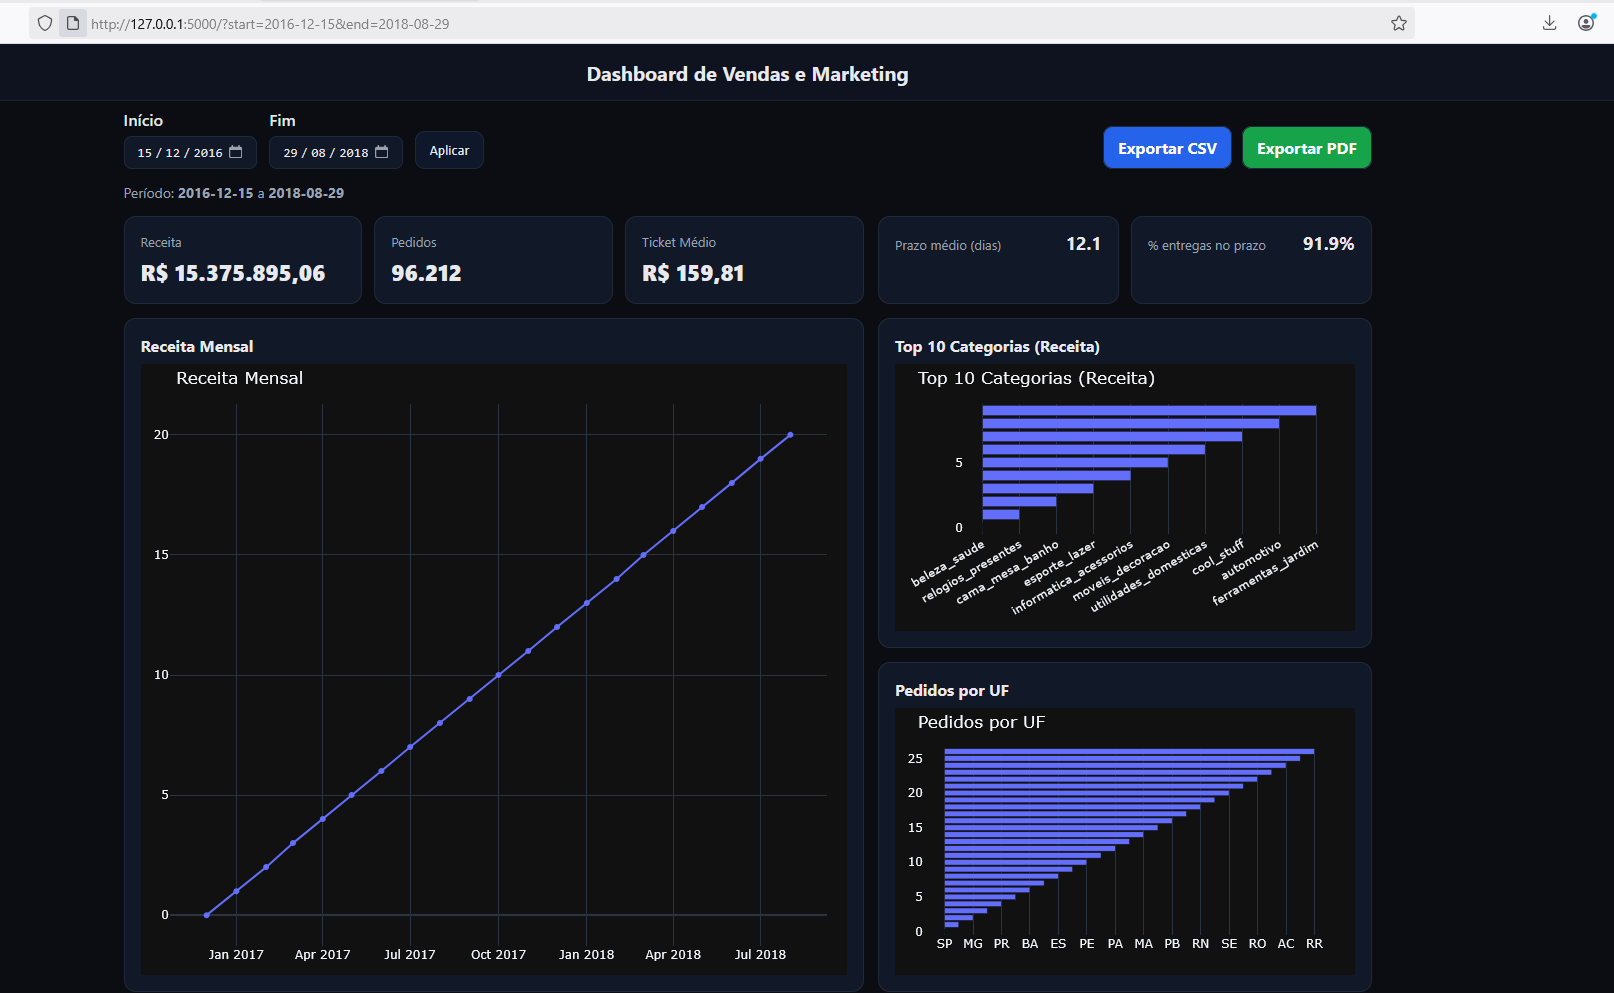 http://127.0.0.1:5000/?start=2016-12-15&end=2018-08-29
Dashboard de Vendas e Marketing
Início Fim
15 / 12 / 2016 29 / 08 / 2018 Aplicar Exportar CSV Exportar PDF
Período: 2016-12-15 a 2018-08-29
Receita
R$ 15.375.895,06
Pedidos
96.212
Ticket Médio
R$ 159,81
Prazo médio (dias) 12.1
% entregas no prazo 91.9%
Receita Mensal
Receita Mensal
20
15
10
5
0
Jan 2017 Apr 2017 Jul 2017 Oct 2017 Jan 2018 Apr 2018 Jul 2018
Top 10 Categorias (Receita)
Top 10 Categorias (Receita)
5
0
beleza_saude
relogios_presentes
cama_mesa_banho
esporte_lazer
informatica_acessorios
moveis_decoracao
utilidades_domesticas
cool_stuff
automotivo
ferramentas_jardim
Pedidos por UF
Pedidos por UF
25
20
15
10
5
0
SP MG PR BA ES PE PA MA PB RN SE RO AC RR